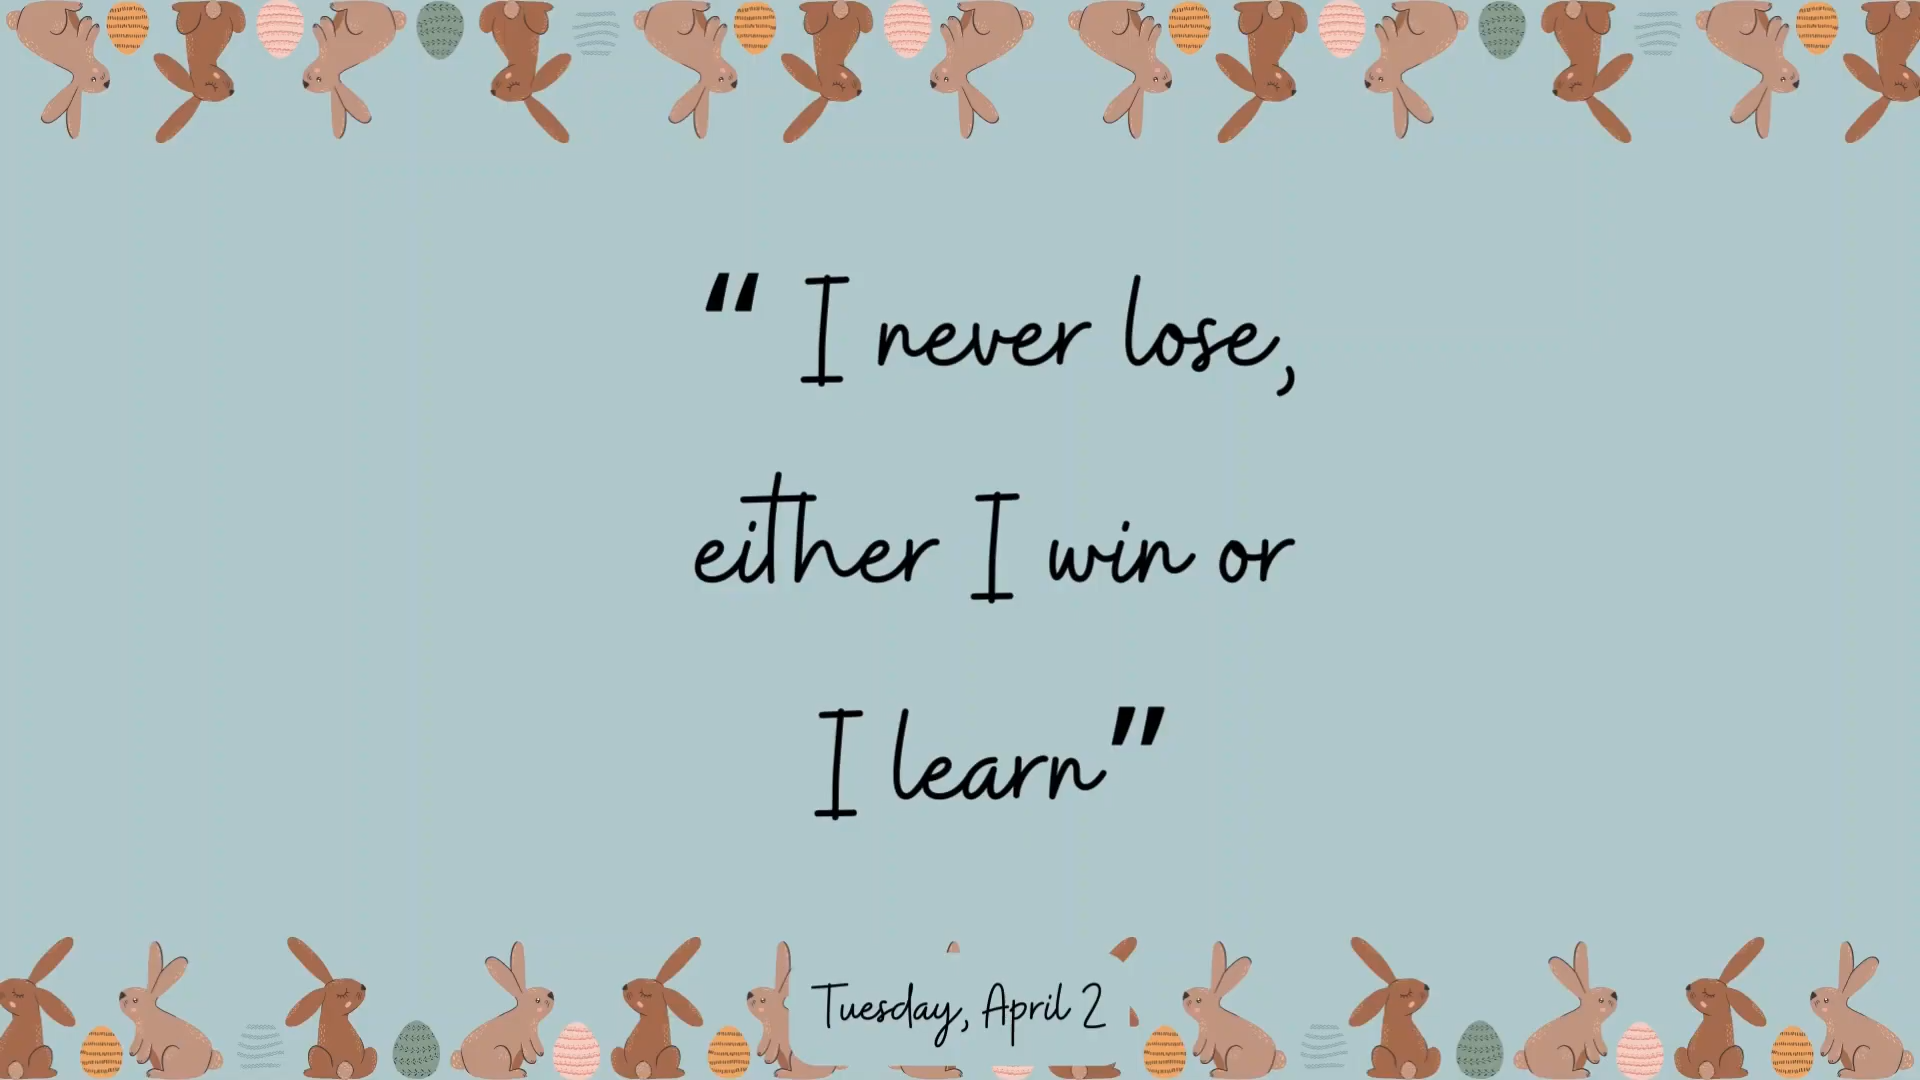 “ I never lose,
either I win or
I learn”
Tuesday, April 2